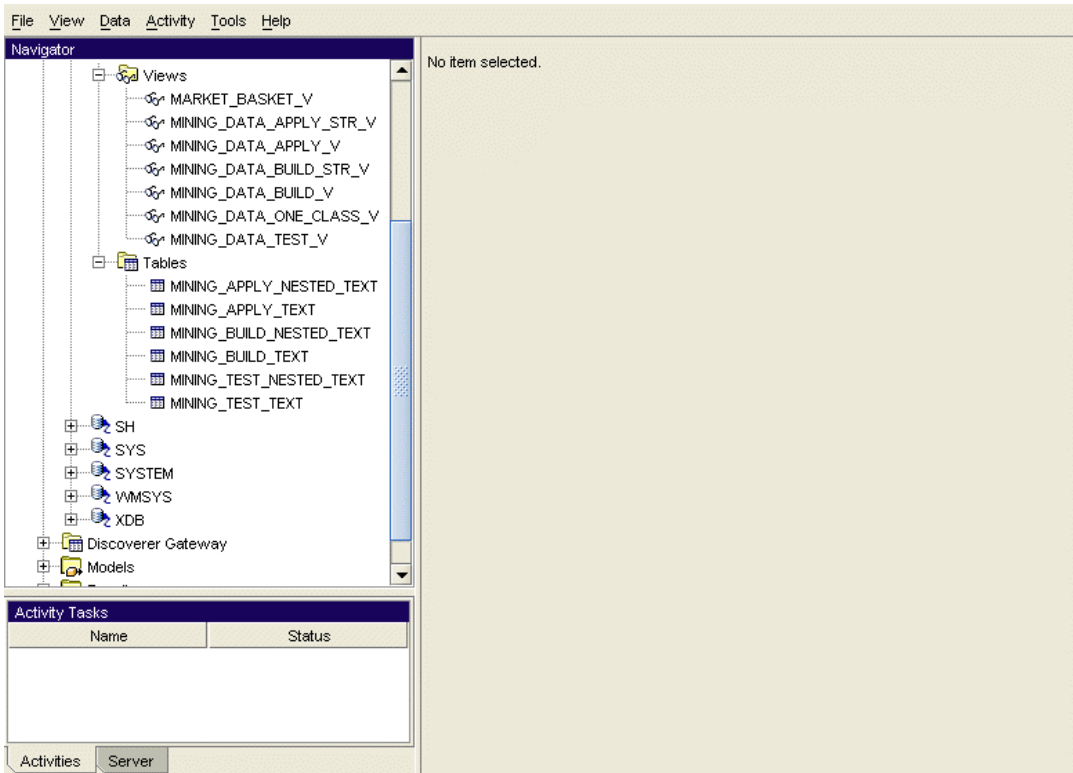 File View Data Activity Tools Help
Navigator
No item selected.
Views
MARKET_BASKET_V
MINING_DATA_APPLY_STR_V
MINING_DATA_APPLY_V
MINING_DATA_BUILD_STR_V
MINING_DATA_BUILD_V
MINING_DATA_ONE_CLASS_V
MINING_DATA_TEST_V
Tables
MINING_APPLY_NESTED_TEXT
MINING_APPLY_TEXT
MINING_BUILD_NESTED_TEXT
MINING_BUILD_TEXT
MINING_TEST_NESTED_TEXT
MINING_TEST_TEXT
SH
SYS
SYSTEM
WMSYS
XDB
Discoverer Gateway
Models
Activity Tasks
Name Status
Activities Server